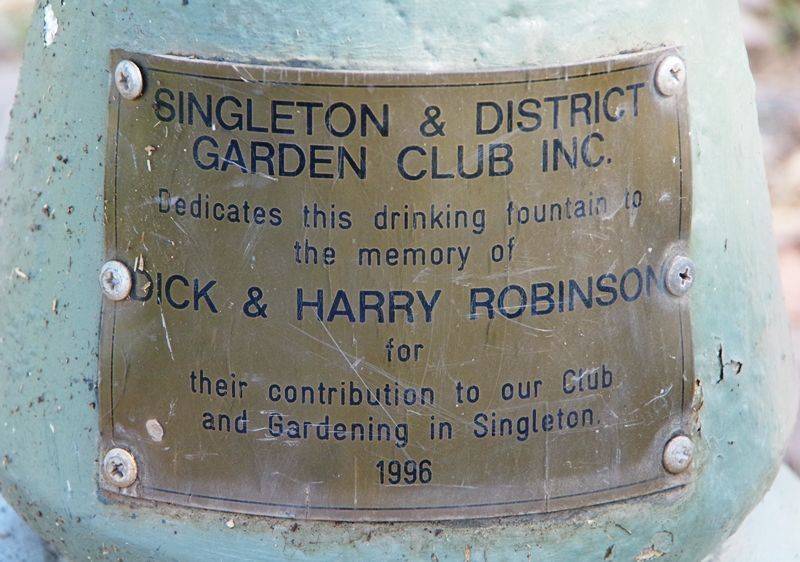 SINGLETON & DISTRICT
GARDEN CLUB INC.
Dedicates this drinking fountain to
the memory of
DICK & HARRY ROBINSON
for
their contribution to our Club
and Gardening in Singleton.
1996